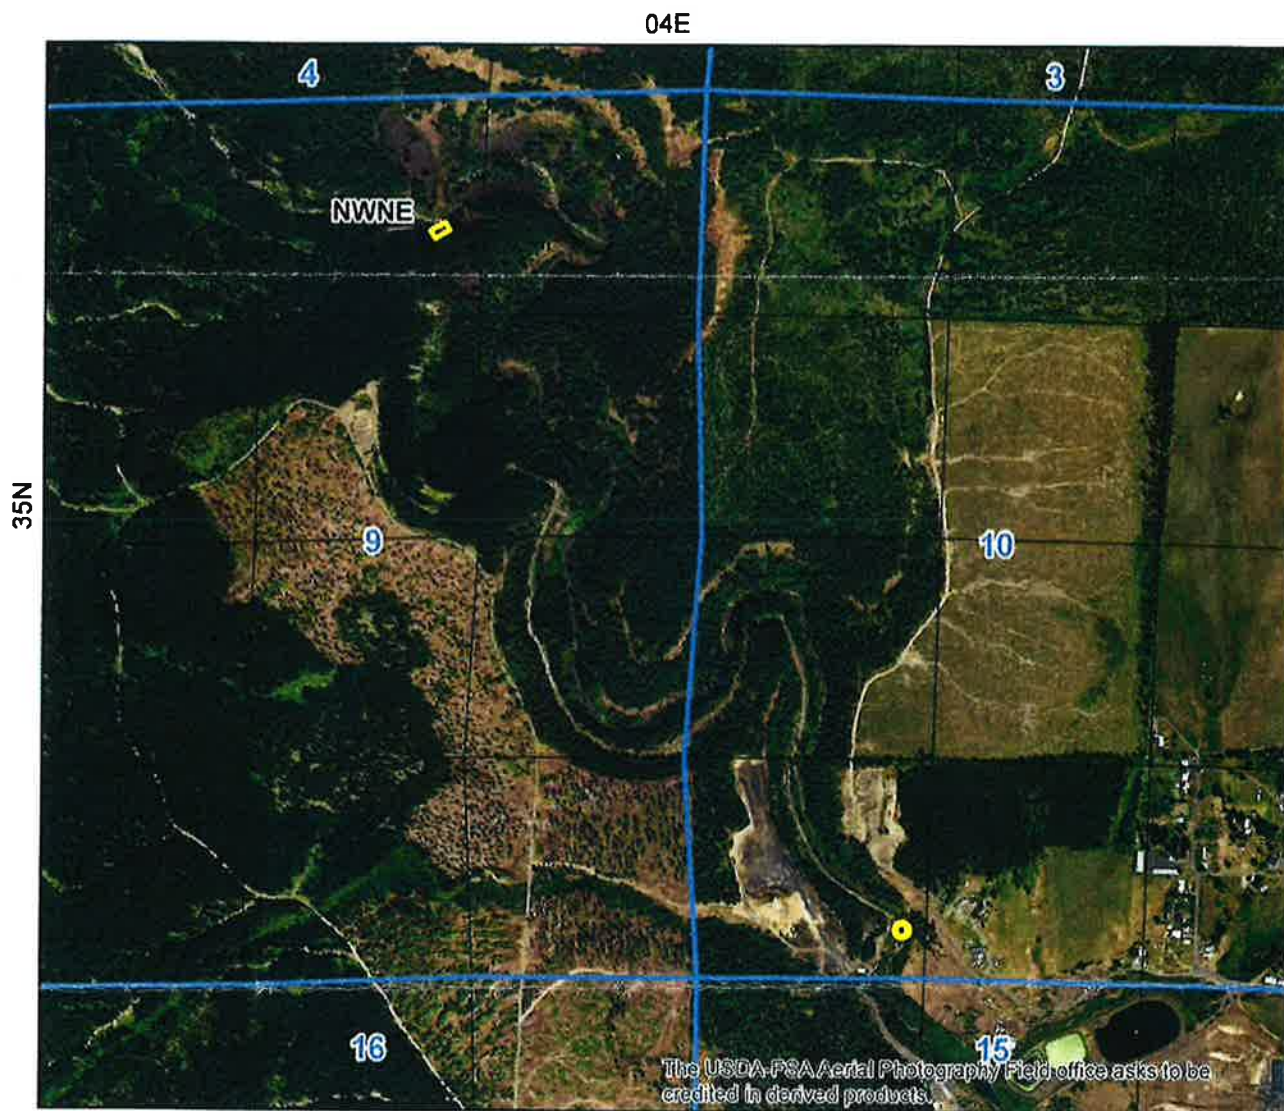 04E
4
3
NWNE
35N
9
10
16
15
The USDA-FSA Aerial Photography Field office asks to be
credited in derived products.